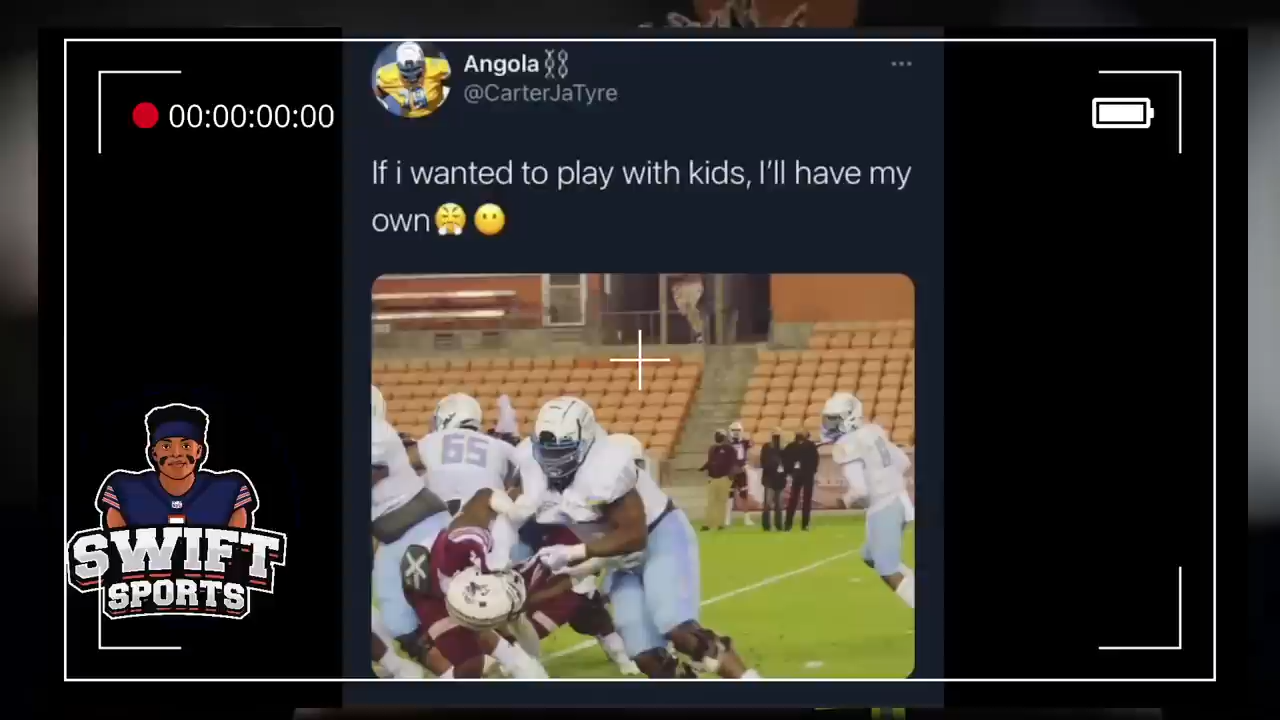 Angola⛓
@CarterJaTyre
00:00:00:00
If i wanted to play with kids, I’ll have my
own😤😶
65
SWIFT
SPORTS